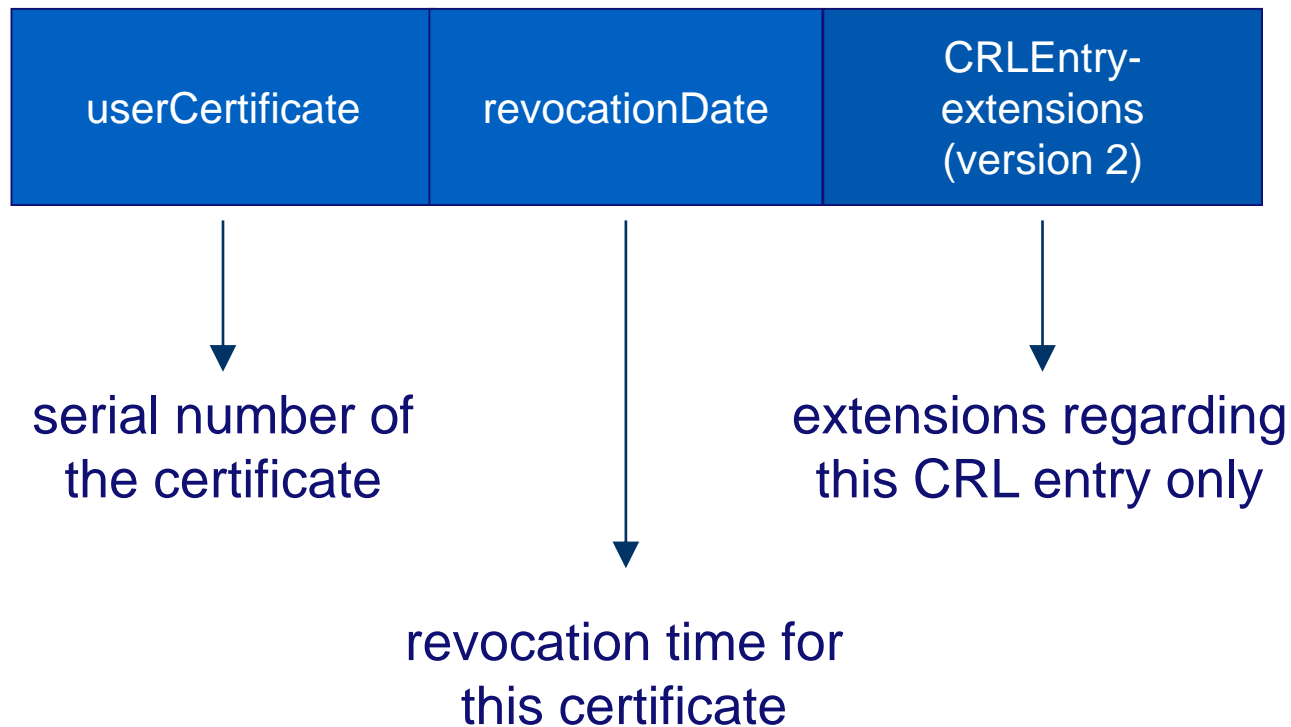 userCertificate
revocationDate
CRLEntry-
extensions
(version 2)
serial number of
the certificate
extensions regarding
this CRL entry only
revocation time for
this certificate